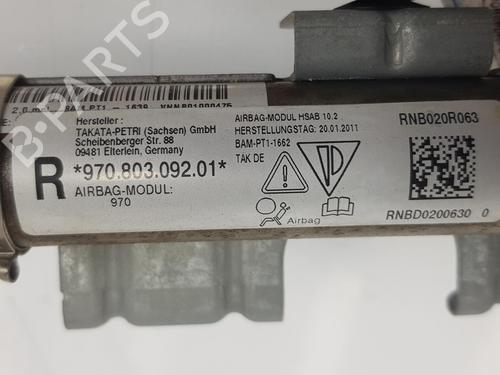 B-PARTS
Hersteller :
TAKATA-PETRI (Sachsen) GmbH
Scheibenberger Str. 88
09481 Elterlein, Germany
R
*970.803.092.01*
AIRBAG-MODUL:
970
AIRBAG-MODUL HSAB 10.2
HERSTELLUNGSTAG: 20.01.2011
BAM-PT1-1662
TAK DE
Airbag
RNB020R063
RNBD0200630 0